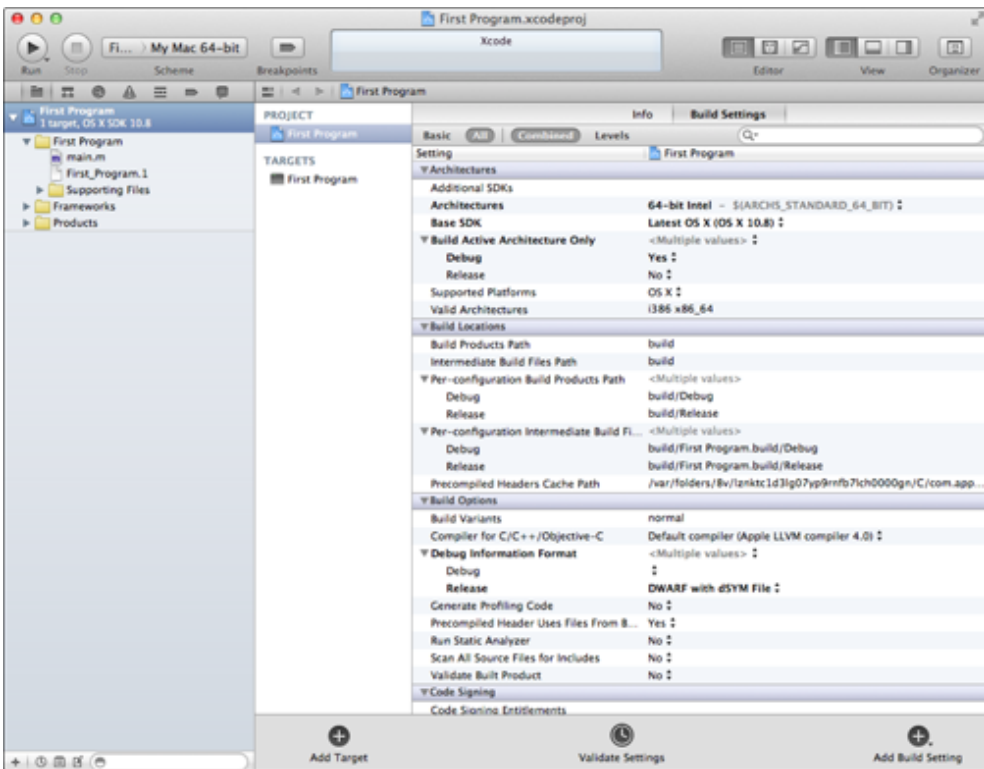 First Program.xcodeproj
Fi... My Mac 64-bit
Xcode
Run Stop Scheme Breakpoints Editor View Organizer
First Program
First Program
1 target, OS X SDK 10.8
First Program
main.m
First_Program.1
Supporting Files
Frameworks
Products
PROJECT
First Program
TARGETS
First Program
Info Build Settings
Basic All Combined Levels
Setting First Program
Architectures
Additional SDKs
Architectures 64-bit Intel - $(ARCHS_STANDARD_64_BIT)
Base SDK Latest OS X (OS X 10.8)
Build Active Architecture Only <Multiple values>
Debug Yes
Release No
Supported Platforms OS X
Valid Architectures i386 x86_64
Build Locations
Build Products Path build
Intermediate Build Files Path build
Per-configuration Build Products Path <Multiple values>
Debug build/Debug
Release build/Release
Per-configuration Intermediate Build Fi... <Multiple values>
Debug build/First Program.build/Debug
Release build/First Program.build/Release
Precompiled Headers Cache Path
Build Options
Build Variants normal
Compiler for C/C++/Objective-C Default compiler (Apple LLVM compiler 4.0)
Debug Information Format <Multiple values>
Debug
Release DWARF with dSYM File
Generate Profiling Code No
Precompiled Header Uses Files From B... Yes
Run Static Analyzer No
Scan All Source Files for Includes No
Validate Built Product No
Code Signing
Code Signing Entitlements
Add Target Validate Settings Add Build Setting